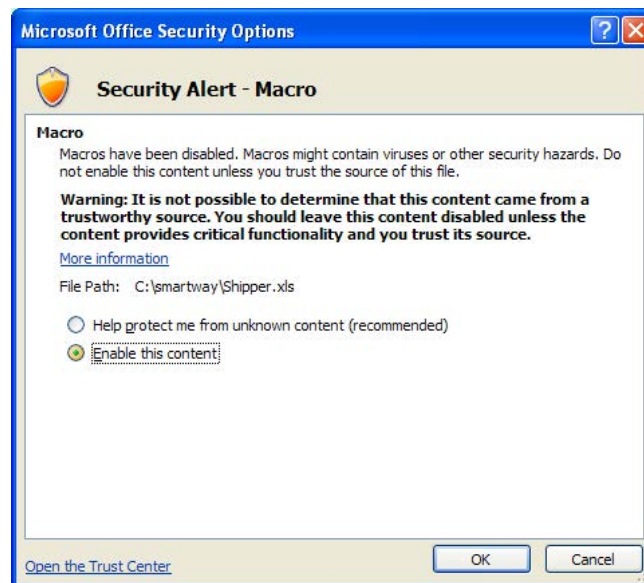 Microsoft Office Security Options
Security Alert - Macro
Macro
Macros have been disabled. Macros might contain viruses or other security hazards. Do
not enable this content unless you trust the source of this file.
Warning: It is not possible to determine that this content came from a
trustworthy source. You should leave this content disabled unless the
content provides critical functionality and you trust its source.
More information
File Path: C:\smartway\Shipper.xls
Help protect me from unknown content (recommended)
Enable this content
Open the Trust Center
OK
Cancel